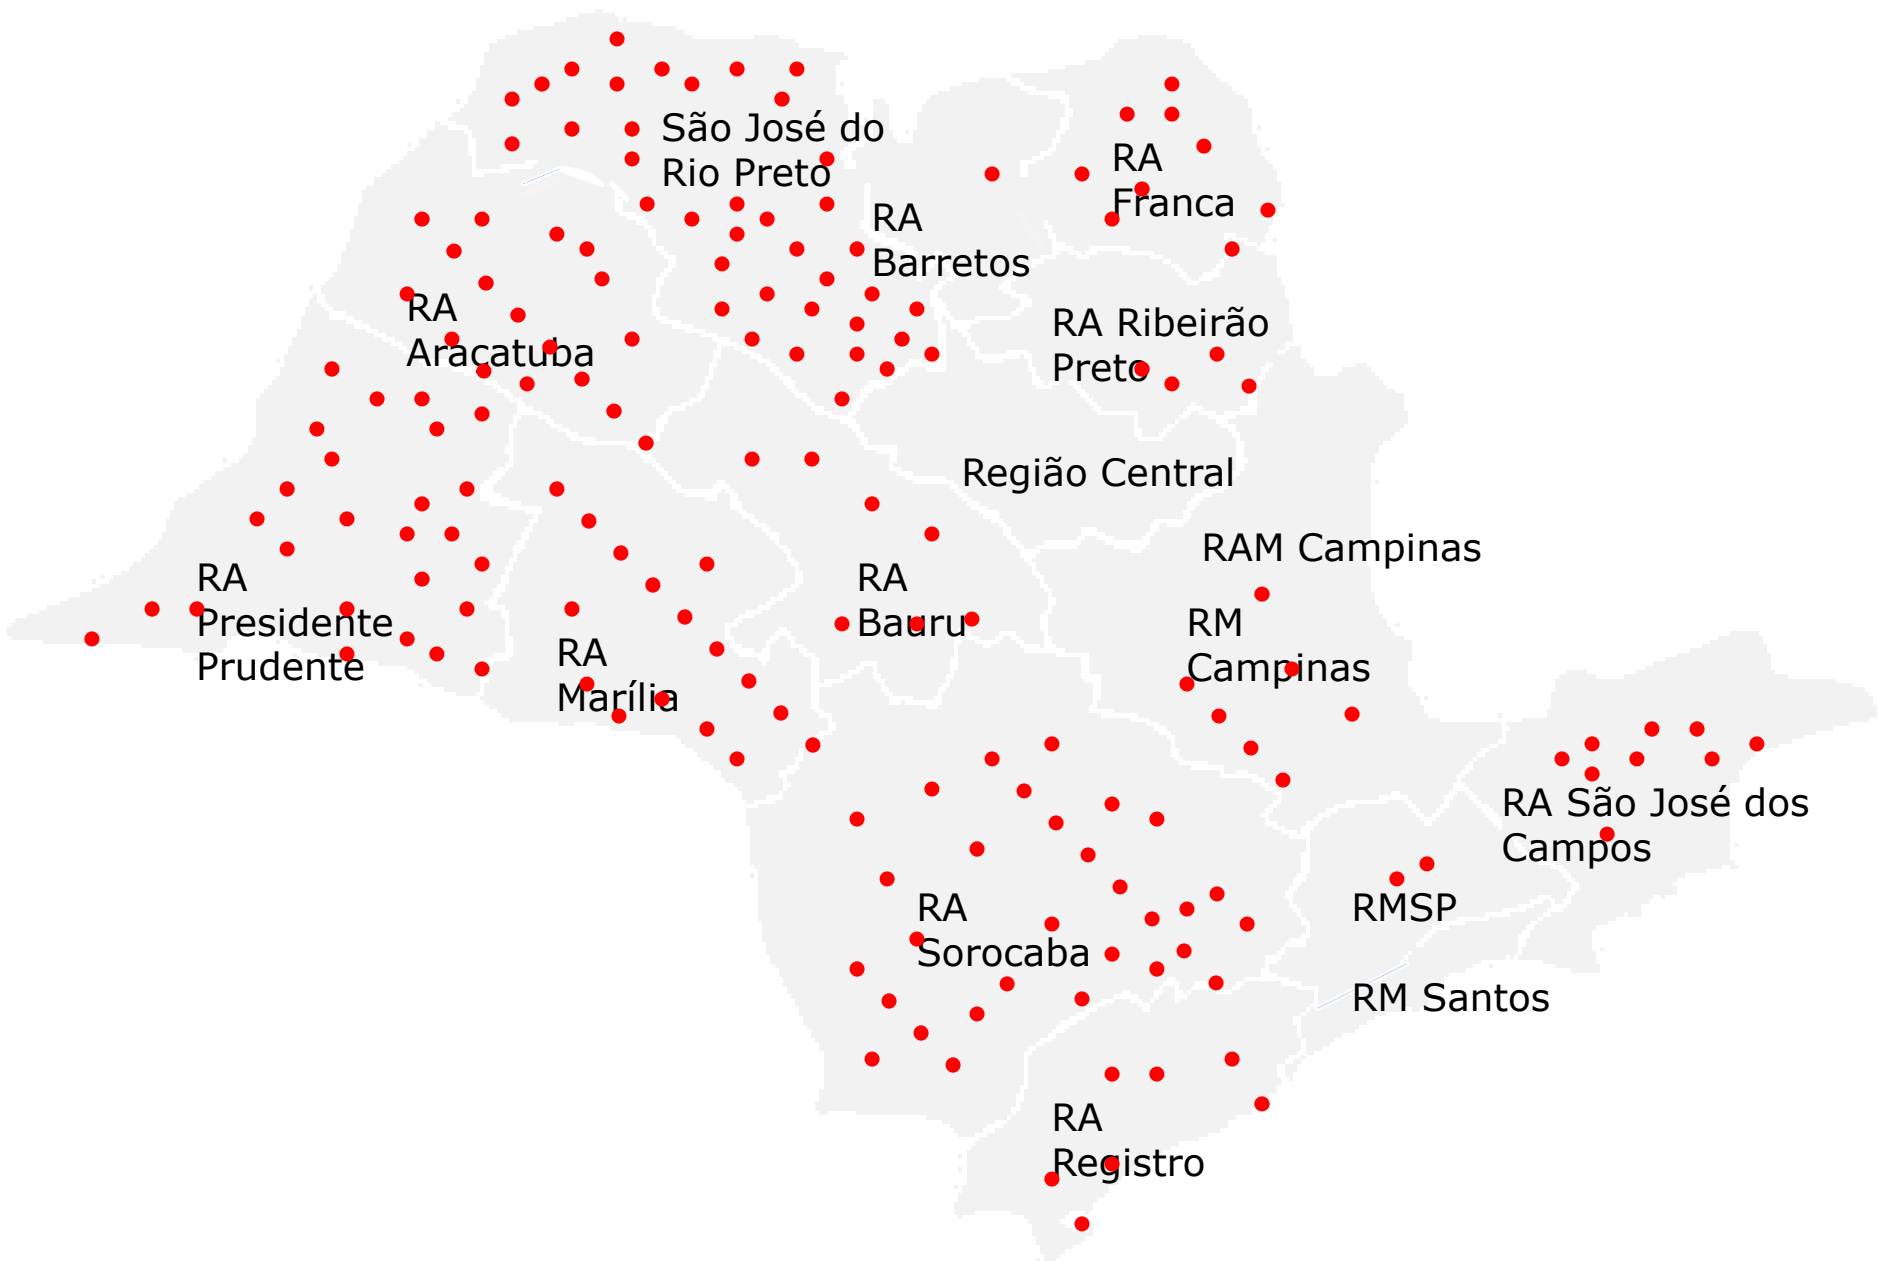 São José do
Rio Preto
RA
Franca
RA
Barretos
RA
Aracatuba
RA Ribeirão
Preto
Região Central
RAM Campinas
RA
Presidente
Prudente
RA
Bauru
RM
Campinas
RA
Marília
RA São José dos
Campos
RA
Sorocaba
RMSP
RM Santos
RA
Registro